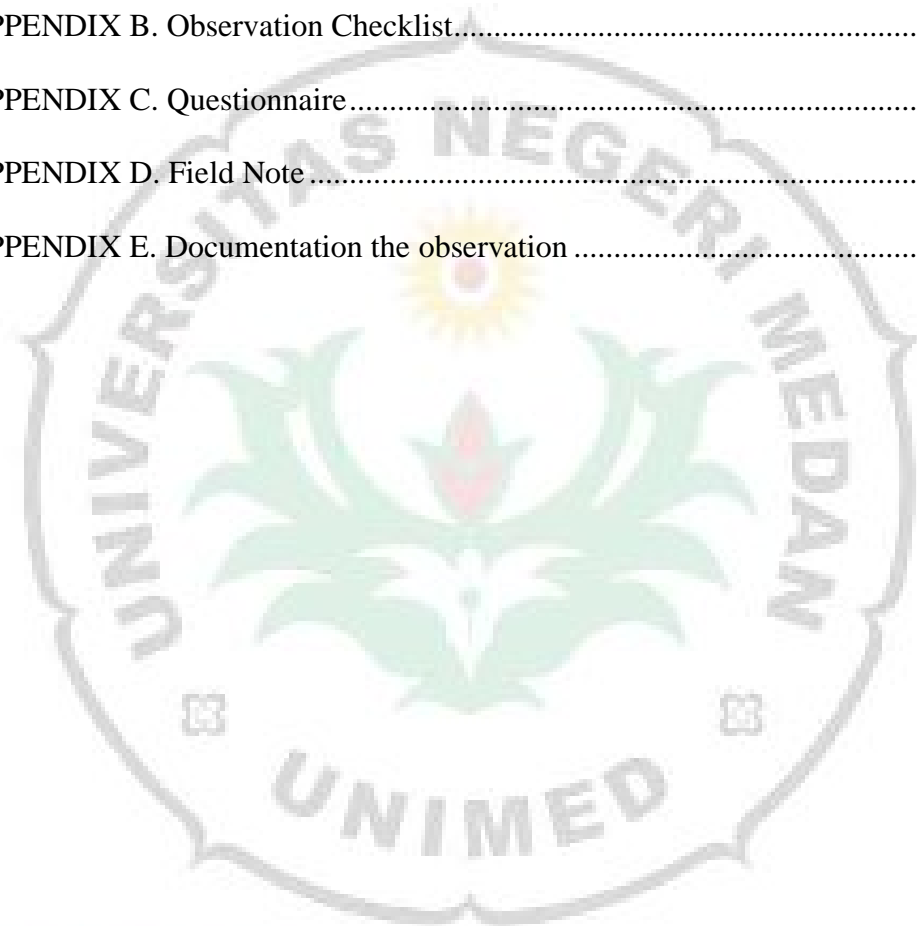 PPENDIX B. Observation Checklist..........................................................................
PPENDIX C. Questionnaire..........................................................................................
PPENDIX D. Field Note................................................................................................
PPENDIX E. Documentation the observation.......................................................
UNIVERSITAS NEGERI MEDAN
UNIMED